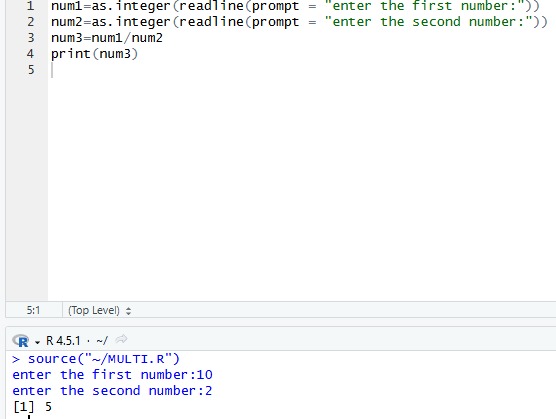 1 num1=as.integer(readline(prompt = "enter the first number:"))
2 num2=as.integer(readline(prompt = "enter the second number:"))
3 num3=num1/num2
4 print(num3)
5
5:1 (Top Level)
R R 4.5.1 · ~/
> source("~/MULTI.R")
enter the first number:10
enter the second number:2
[1] 5